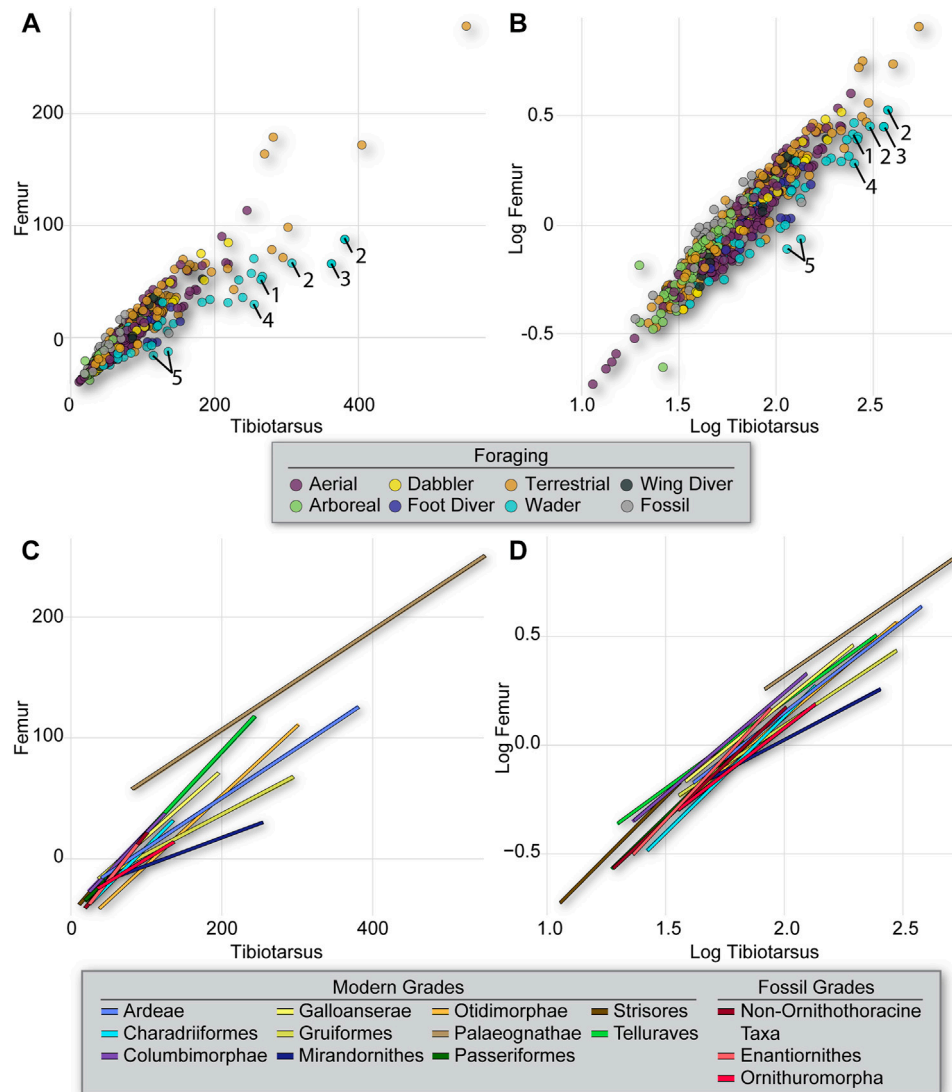 A
B
200
100
0
Femur
0
200
400
Tibiotarsus
1
2
2
3
4
5
0.5
0
-0.5
Log Femur
1.0
1.5
2.0
2.5
Log Tibiotarsus
2
1
2
3
4
5
Foraging
Aerial
Dabbler
Terrestrial
Wing Diver
Arboreal
Foot Diver
Wader
Fossil
C
D
200
100
0
Femur
0
200
400
Tibiotarsus
0.5
0.0
−0.5
Log Femur
1.0
1.5
2.0
2.5
Log Tibiotarsus
Modern Grades
Ardeae
Galloanserae
Otidimorphae
Strisores
Charadriiformes
Gruiformes
Palaeognathae
Telluraves
Columbimorphae
Mirandornithes
Passeriformes
Fossil Grades
Non-Ornithothoracine
Taxa
Enantiornithes
Ornithuromorpha